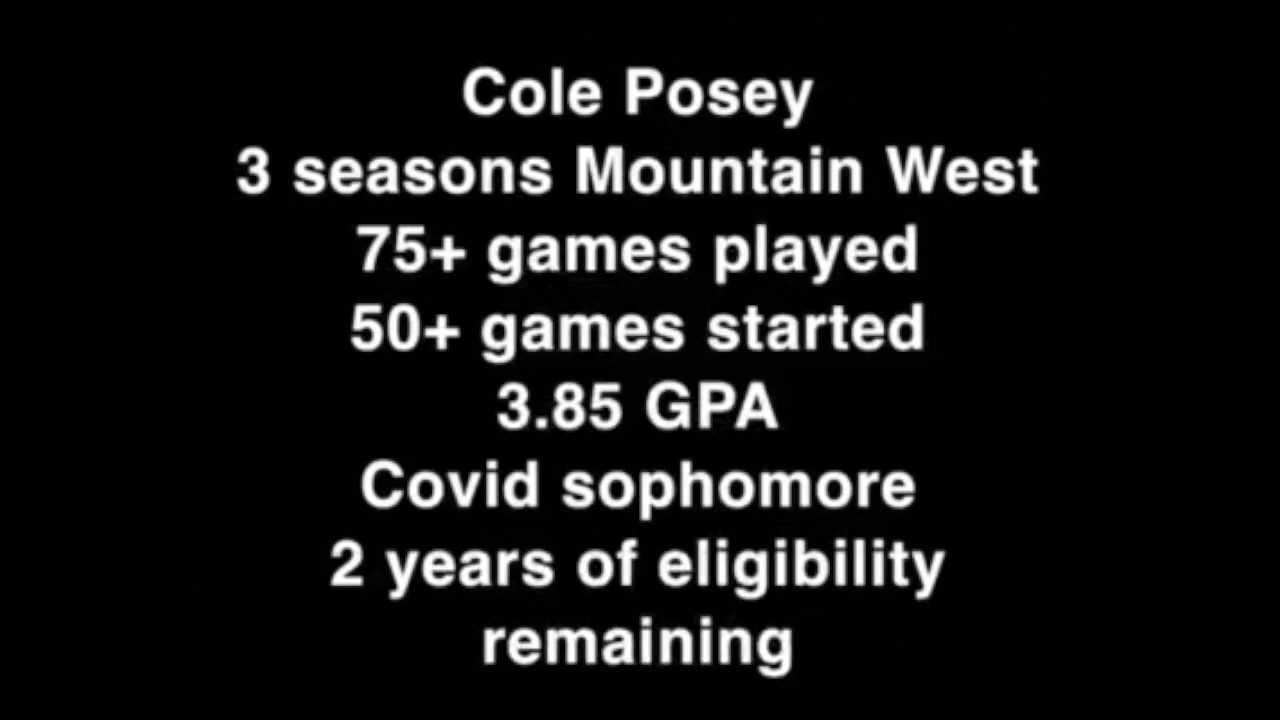 Cole Posey
3 seasons Mountain West
75+ games played
50+ games started
3.85 GPA
Covid sophomore
2 years of eligibility
remaining